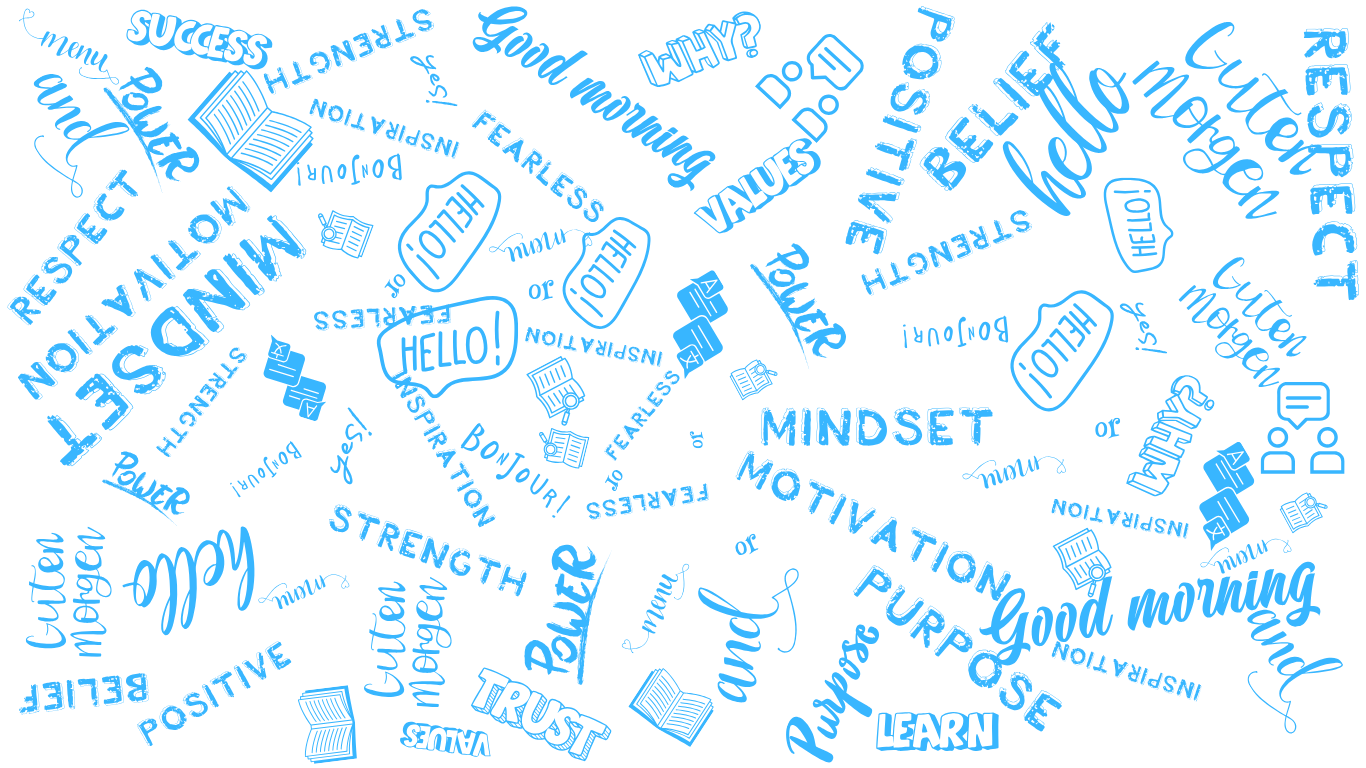 menu
SUCCESS
STRENGTH
Good morning
WHY?
POSITIVE
BELIEF
hello
Guten
Morgen
RESPECT
and
POWER
yes!
INSPIRATION
FEARLESS
BONJOUR!
VALUES
RESPECT
MOTIVATION
MINDSET
HELLO!
menu
HELLO!
STRENGTH
HELLO!
POWER
or
or
FEARLESS
HELLO!
INSPIRATION
BONJOUR!
HELLO!
yes!
Guten
Morgen
STRENGTH
A
A
FEARLESS
MINDSET
or
WHY?
INSPIRATION
BONJOUR!
yes!
BONJOUR!
or
menu
MOTIVATION
A
POWER
or
FEARLESS
INSPIRATION
STRENGTH
Guten
Morgen
hello
menu
Guten
Morgen
POWER
menu
and
or
PURPOSE
Good morning
menu
and
INSPIRATION
BELIEF
POSITIVE
VALUES
TRUST
Purpose
LEARN